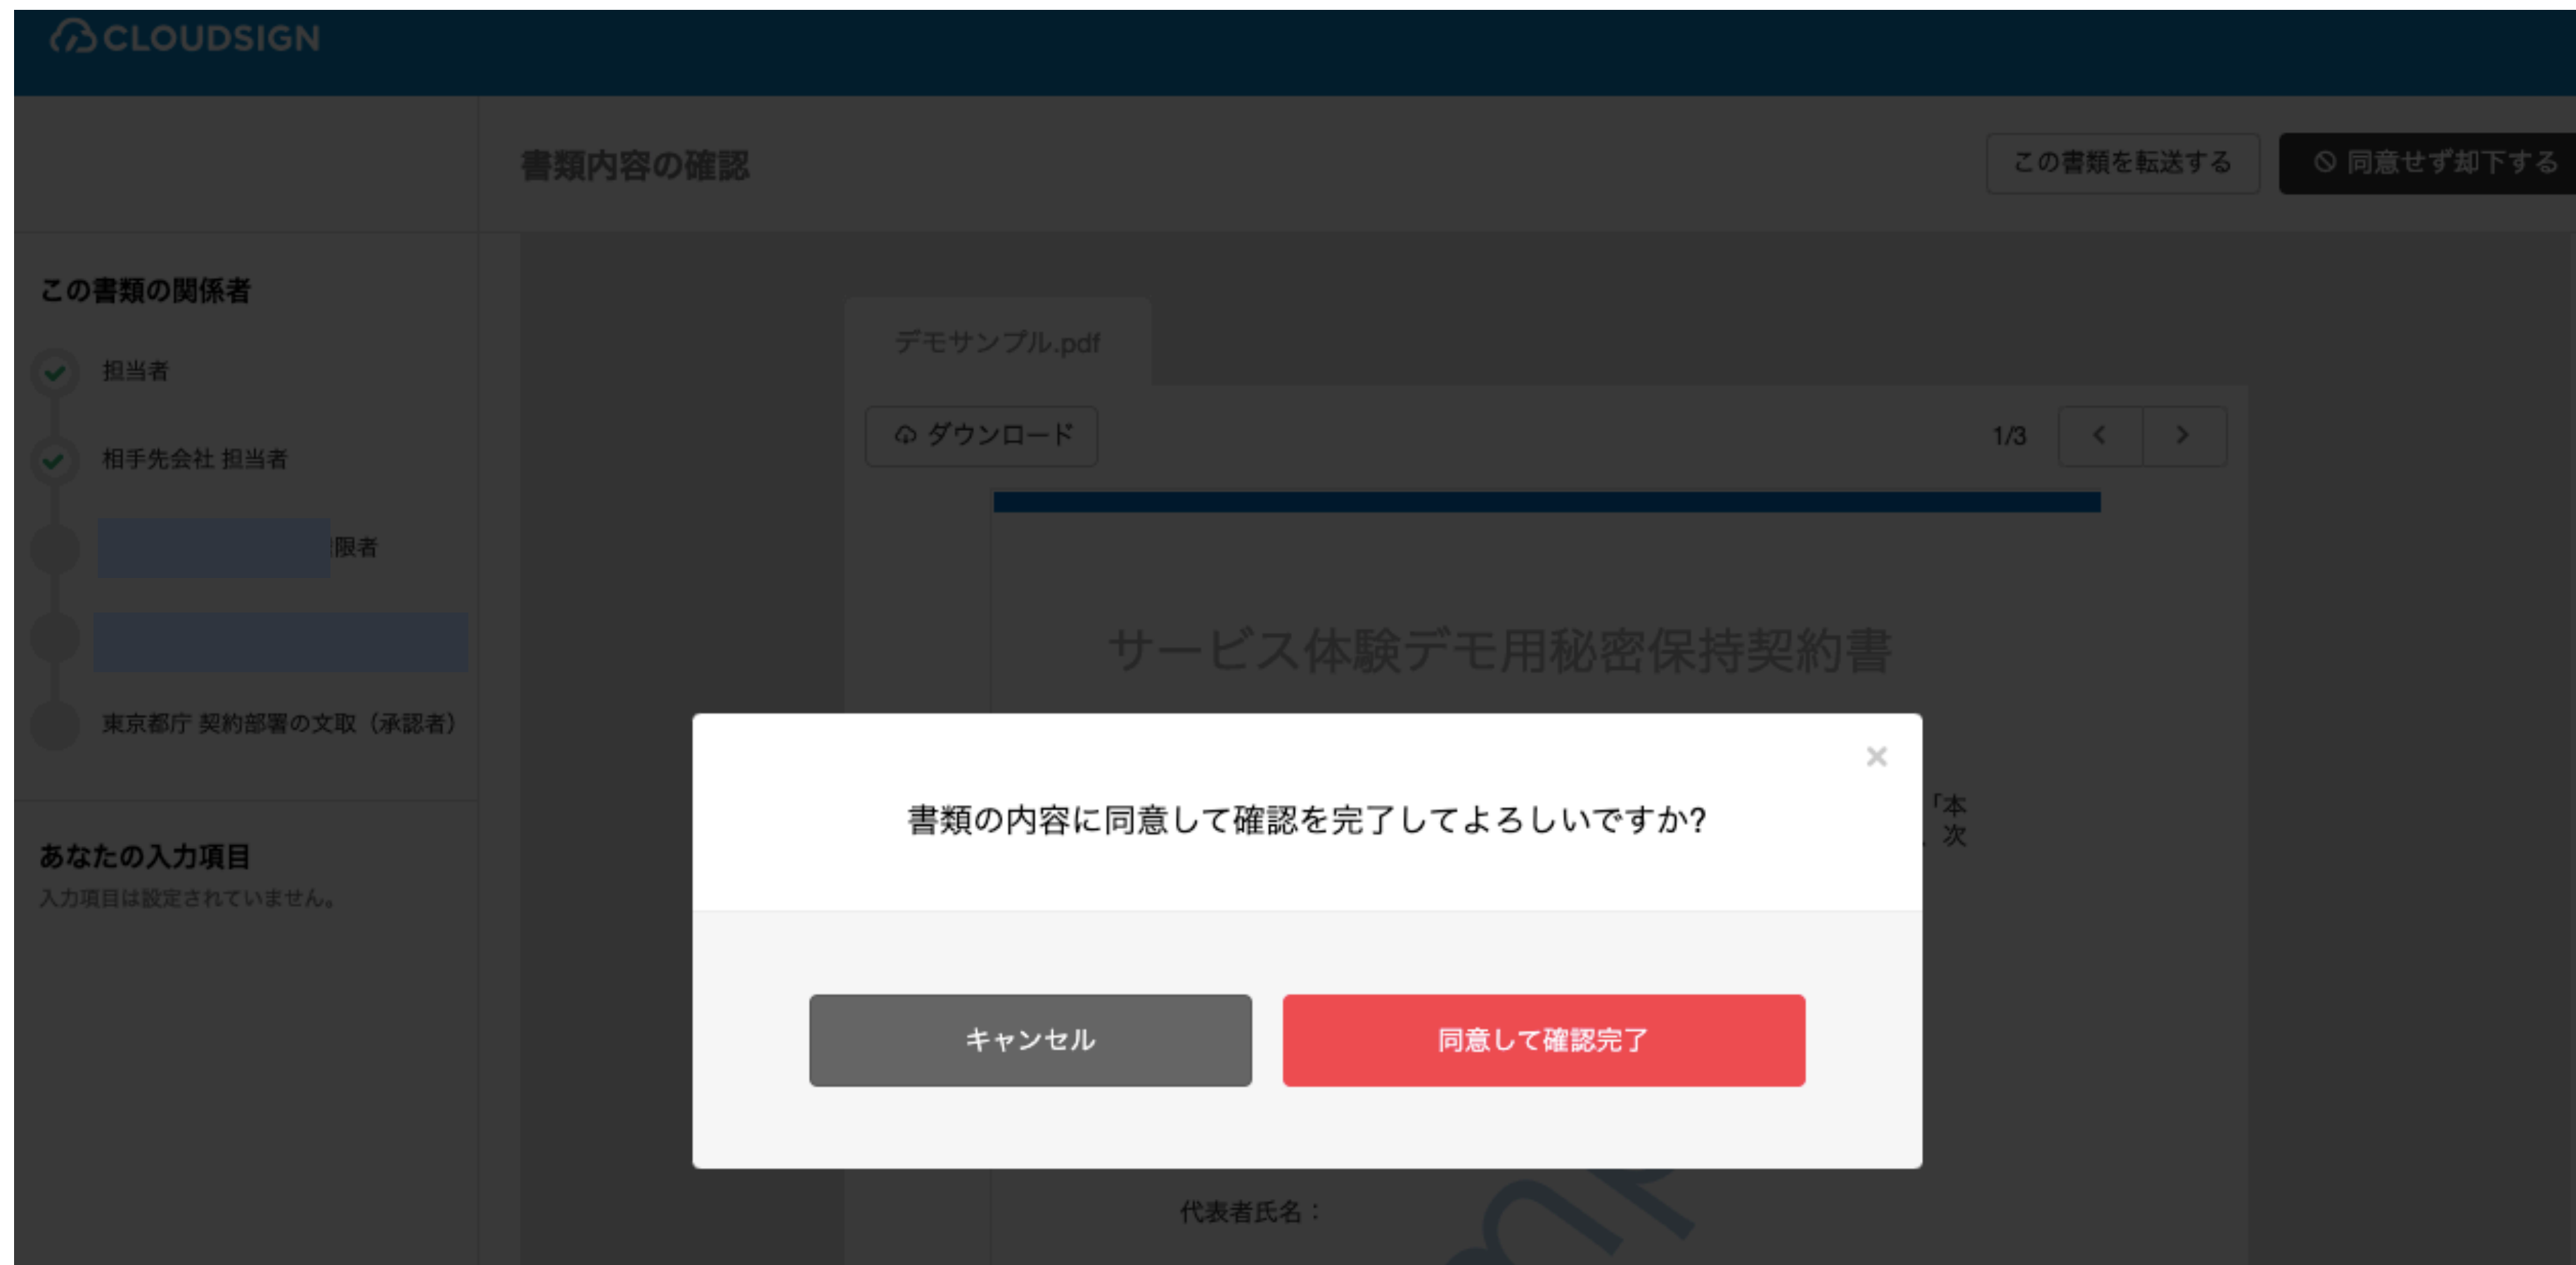 CLOUDSIGN
書類内容の確認
この書類を転送する
同意せず却下する
この書類の関係者
担当者
相手先会社 担当者
限者
東京都庁 契約部署の文取（承認者）
あなたの入力項目
入力項目は設定されていません。
デモサンプル.pdf
ダウンロード
1/3
サービス体験デモ用秘密保持契約書
「本
次
書類の内容に同意して確認を完了してよろしいですか?
キャンセル
同意して確認完了
代表者氏名：